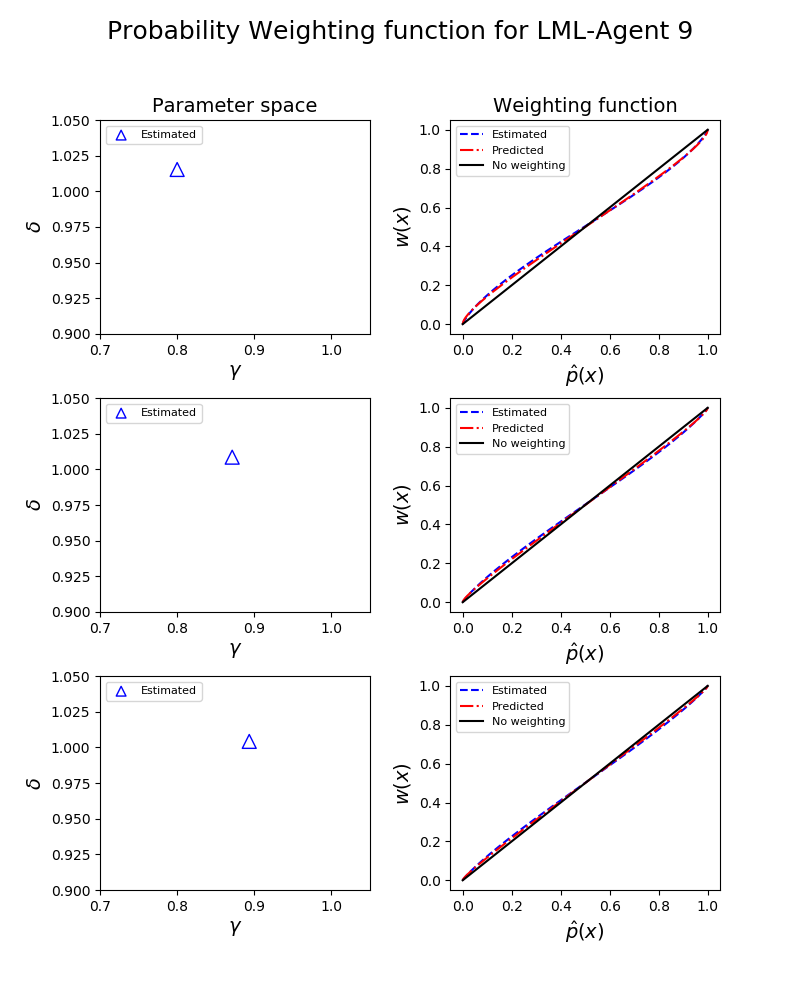 Probability Weighting function for LML-Agent 9
Parameter space
Weighting function
1.050
1.025
1.000
0.975
0.950
0.925
0.900
δ
Estimated
0.7 0.8 0.9 1.0
γ
1.0
0.8
0.6
0.4
0.2
0.0
w(x)
Estimated
Predicted
No weighting
0.0 0.2 0.4 0.6 0.8 1.0
p̂(x)
1.050
1.025
1.000
0.975
0.950
0.925
0.900
δ
Estimated
0.7 0.8 0.9 1.0
γ
1.0
0.8
0.6
0.4
0.2
0.0
w(x)
Estimated
Predicted
No weighting
0.0 0.2 0.4 0.6 0.8 1.0
p̂(x)
1.050
1.025
1.000
0.975
0.950
0.925
0.900
δ
Estimated
0.7 0.8 0.9 1.0
γ
1.0
0.8
0.6
0.4
0.2
0.0
w(x)
Estimated
Predicted
No weighting
0.0 0.2 0.4 0.6 0.8 1.0
p̂(x)